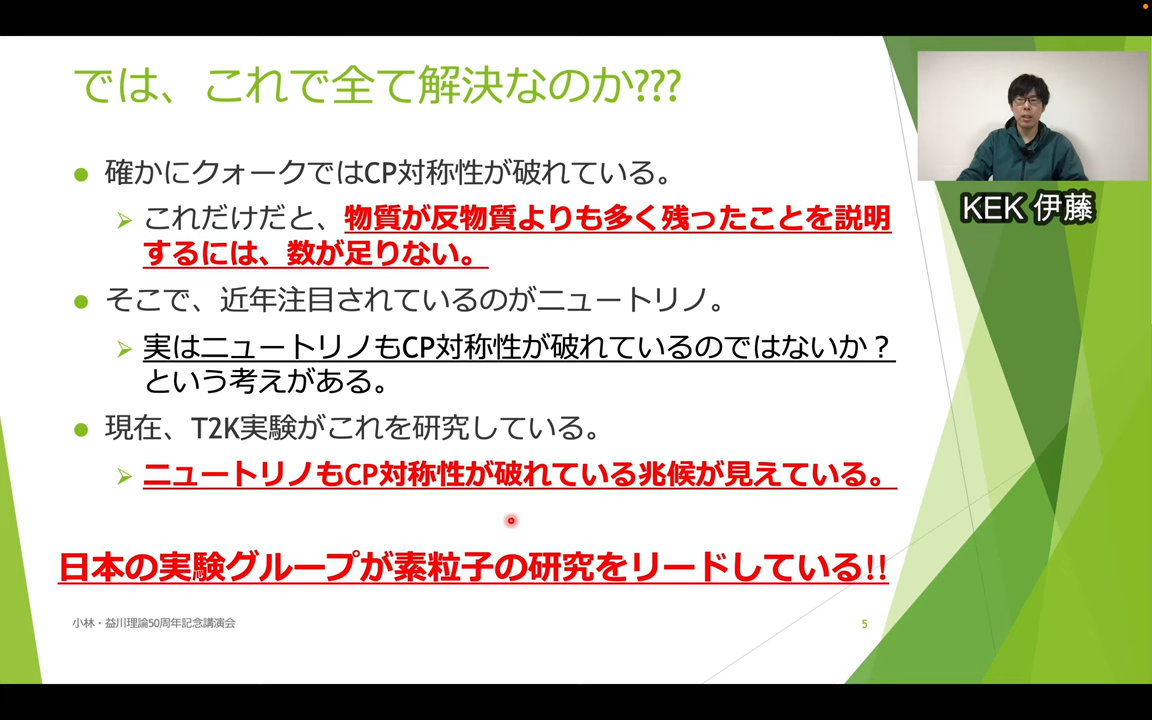 では、これで全て解決なのか???
確かにクォークではCP対称性が破れている。
これだけだと、物質が反物質よりも多く残ったことを説明
するには、数が足りない。
そこで、近年注目されているのがニュートリノ。
実はニュートリノもCP対称性が破れているのではないか？
という考えがある。
現在、T2K実験がこれを研究している。
ニュートリノもCP対称性が破れている兆候が見えている。
日本の実験グループが素粒子の研究をリードしている!!
小林・益川理論50周年記念講演会
5
KEK 伊藤